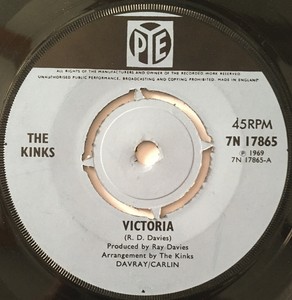 PYE
ALL RIGHTS OF THE MANUFACTURERS AND OWNER OF THE RECORDED WORK RESERVED
UNAUTHORISED PUBLIC PERFORMANCE, BROADCASTING AND COPYING PROHIBITED. MADE IN ENGLAND
THE
KINKS
45RPM
7N 17865
℗ 1969
7N 17865-A
VICTORIA
(R. D. Davies)
Produced by Ray Davies
Arrangement by The Kinks
DAVRAY/CARLIN